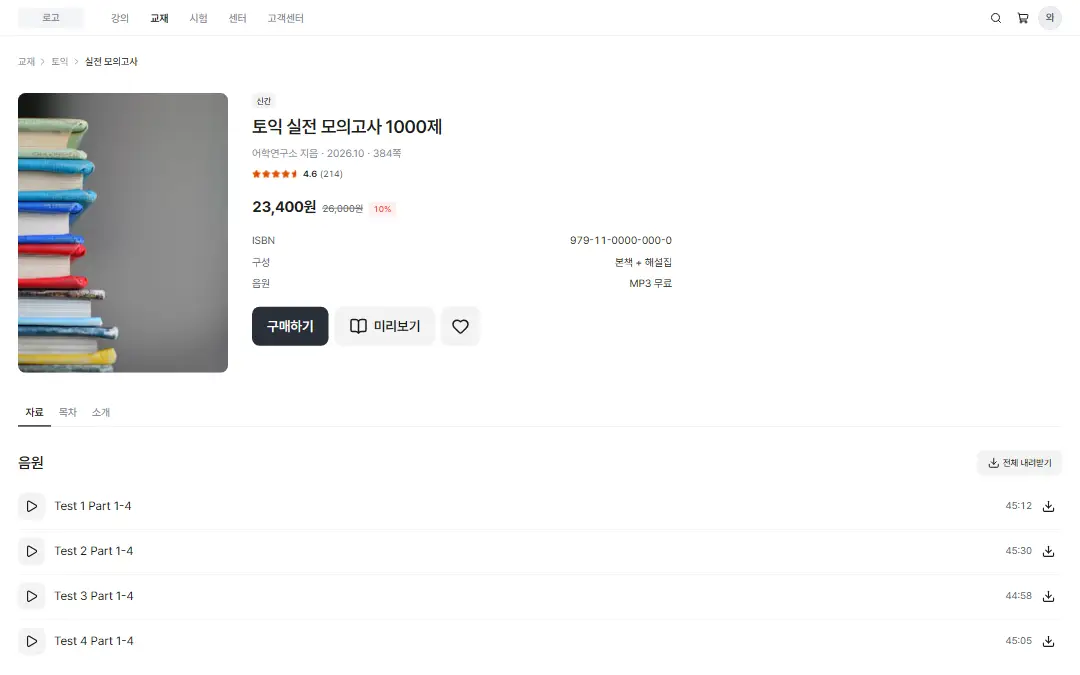 로고 강의 교재 시험 센터 고객센터 와
교재 > 토익 > 실전 모의고사
신간
토익 실전 모의고사 1000제
어학연구소 지음 · 2026.10 · 384쪽
4.6 (214)
23,400원 26,000원 10%
ISBN 979-11-0000-000-0
구성 본책 + 해설집
음원 MP3 무료
구매하기 미리보기
자료 목차 소개
음원 전체 내려받기
Test 1 Part 1-4 45:12
Test 2 Part 1-4 45:30
Test 3 Part 1-4 44:58
Test 4 Part 1-4 45:05